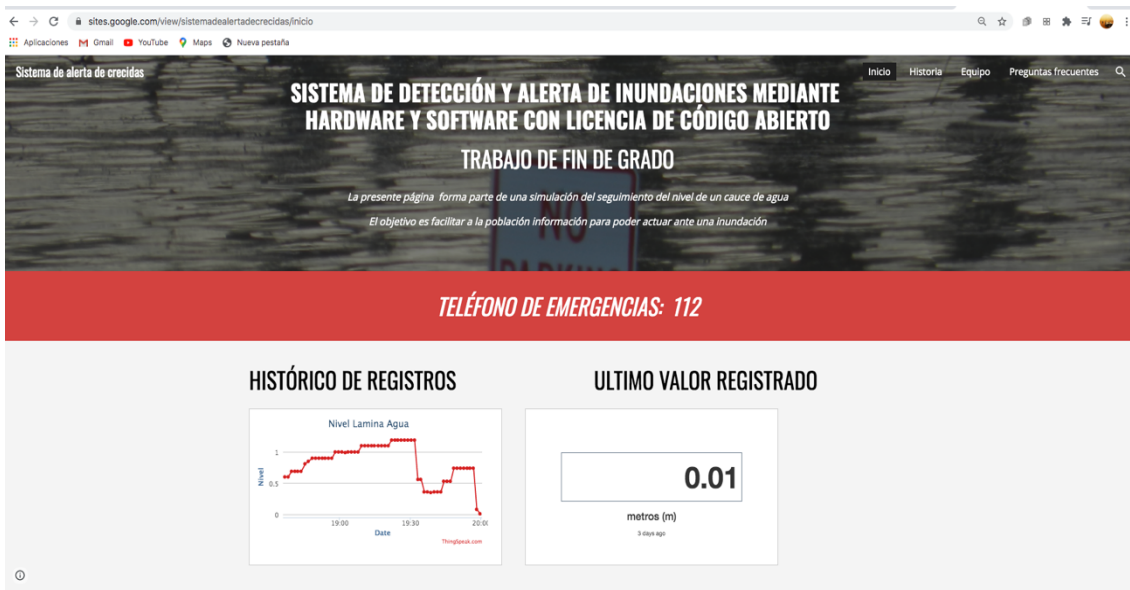 sites.google.com/view/sistemadealertadecrecidas/inicio
Aplicaciones Gmail YouTube Maps Nueva pestaña
Sistema de alerta de crecidas
Inicio Historia Equipo Preguntas frecuentes
SISTEMA DE DETECCIÓN Y ALERTA DE INUNDACIONES MEDIANTE
HARDWARE Y SOFTWARE CON LICENCIA DE CÓDIGO ABIERTO
TRABAJO DE FIN DE GRADO
La presente página forma parte de una simulación del seguimiento del nivel de un cauce de agua
El objetivo es facilitar a la población información para poder actuar ante una inundación
NO
PARKING
TELÉFONO DE EMERGENCIAS: 112
HISTÓRICO DE REGISTROS
ULTIMO VALOR REGISTRADO
Nivel Lamina Agua
Nivel
1
0.5
0
19:00 19:30 20:00
Date
ThingSpeak.com
0.01
metros (m)
3 days ago